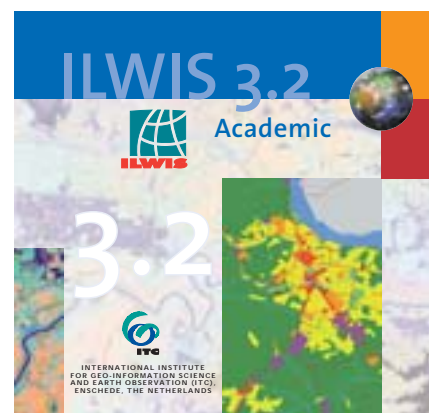 ILWIS 3.2
Academic
ILWIS
3.2
ITC
INTERNATIONAL INSTITUTE
FOR GEO-INFORMATION SCIENCE
AND EARTH OBSERVATION (ITC),
ENSCHEDE, THE NETHERLANDS